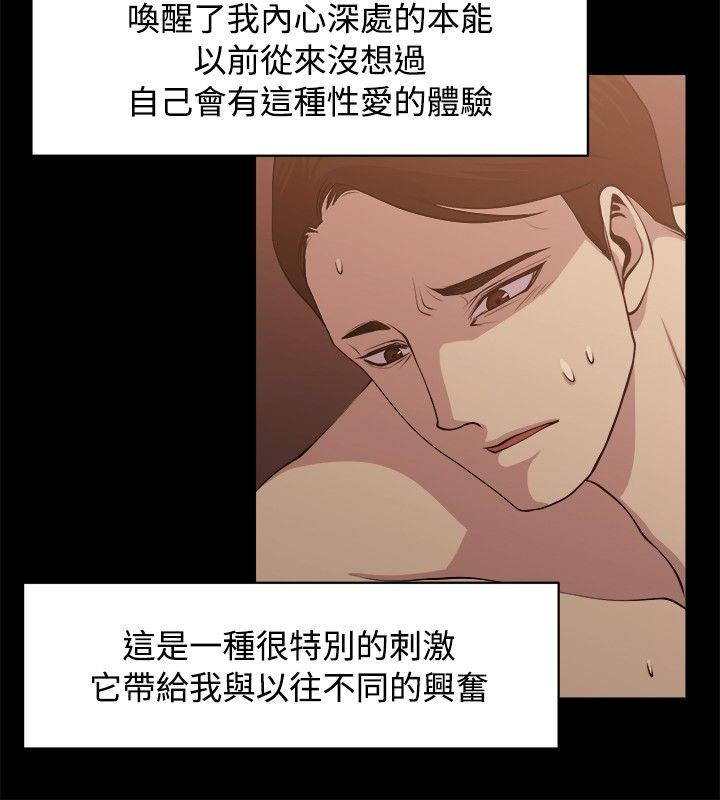 喚醒了我內心深處的本能
以前從來沒想過
自己會有這種性愛的體驗
這是一種很特別的刺激
它帶給我與以往不同的興奮